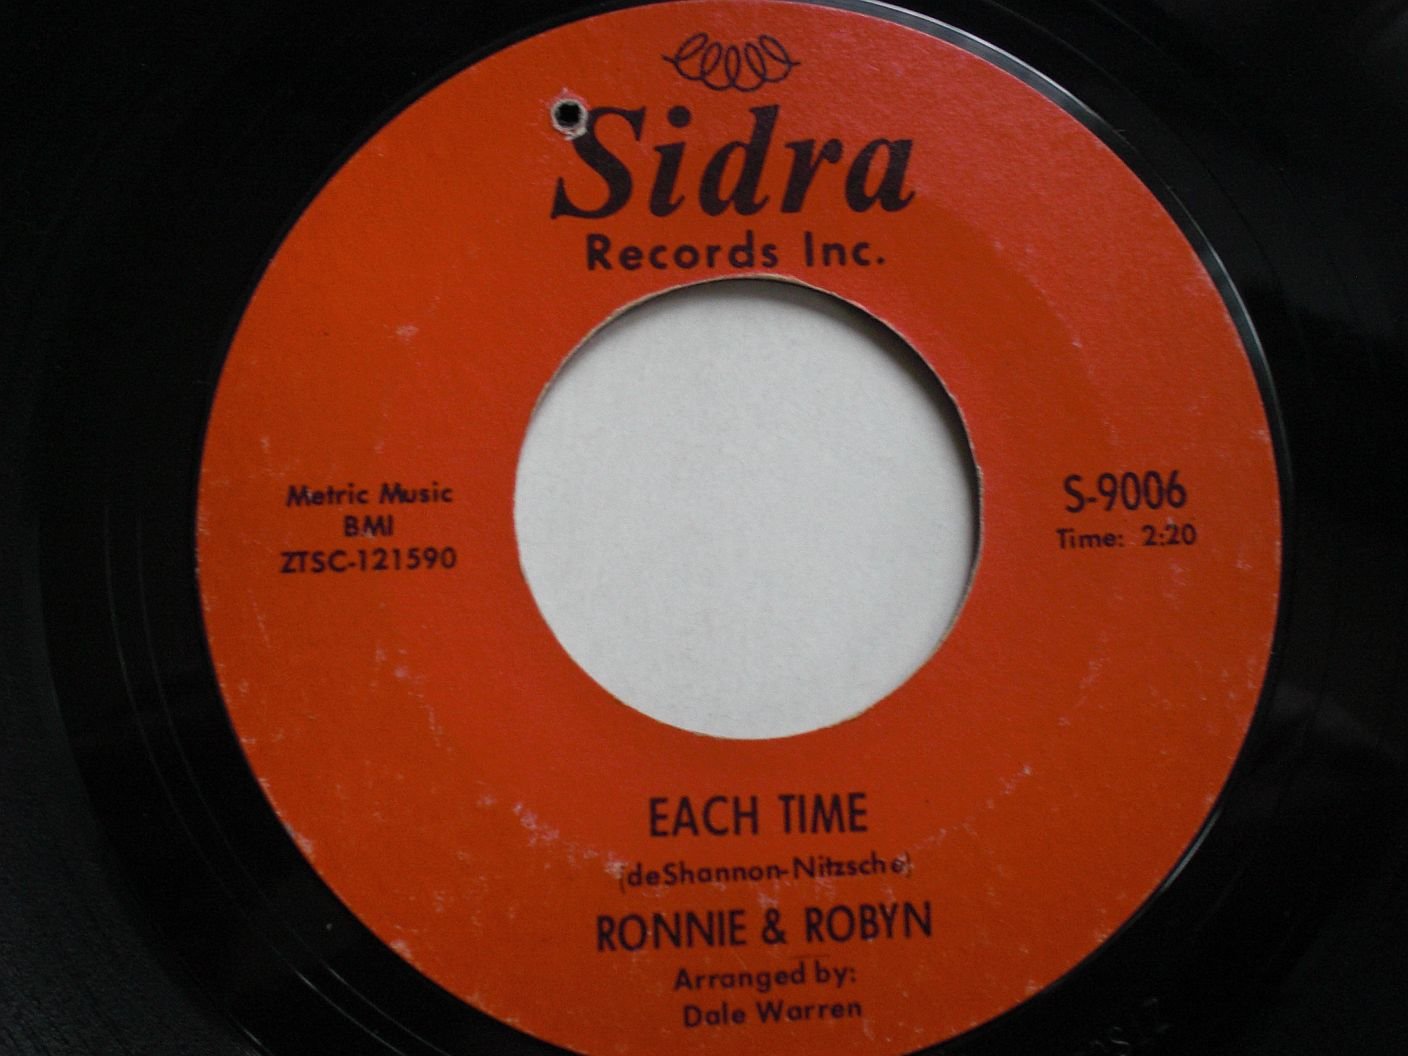 Sidra
Records Inc.
Metric Music
BMI
ZTSC-121590
S-9006
Time: 2:20
EACH TIME
(deShannon-Nitzsche)
RONNIE & ROBYN
Arranged by:
Dale Warren